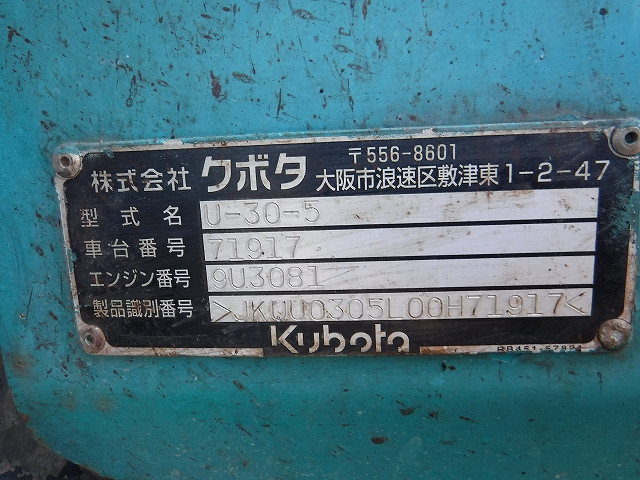 株式会社 クボタ 〒556-8601
大阪市浪速区敷津東1-2-47
型式名 U-30-5
車台番号 71917
エンジン番号 9U3081
製品識別番号 >JKUU0305L00H71917<
Kubota